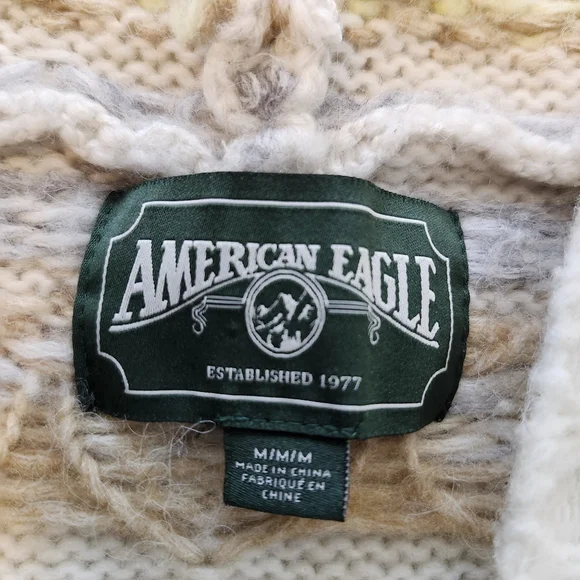 AMERICAN EAGLE
ESTABLISHED 1977
M/M/M
MADE IN CHINA
FABRIQUÉ EN
CHINE